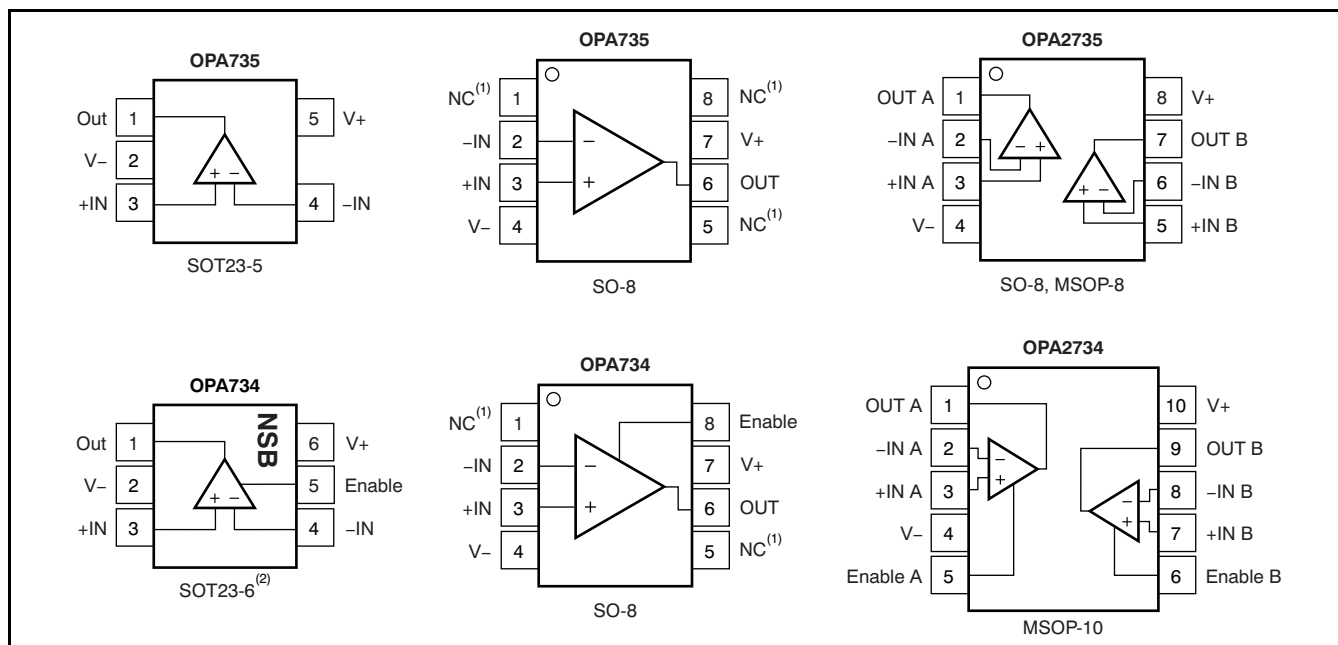 OPA735
Out 1
V– 2
+IN 3
5 V+
4 –IN
+ –
SOT23-5
OPA735
NC(1) 1
–IN 2
+IN 3
V– 4
8 NC(1)
7 V+
6 OUT
5 NC(1)
–
+
SO-8
OPA2735
OUT A 1
–IN A 2
+IN A 3
V– 4
8 V+
7 OUT B
6 –IN B
5 +IN B
– +
+ –
SO-8, MSOP-8
OPA734
NSB
Out 1
V– 2
+IN 3
6 V+
5 Enable
4 –IN
+ –
SOT23-6(2)
OPA734
NC(1) 1
–IN 2
+IN 3
V– 4
8 Enable
7 V+
6 OUT
5 NC(1)
–
+
SO-8
OPA2734
OUT A 1
–IN A 2
+IN A 3
V– 4
Enable A 5
10 V+
9 OUT B
8 –IN B
7 +IN B
6 Enable B
–
+
–
+
MSOP-10